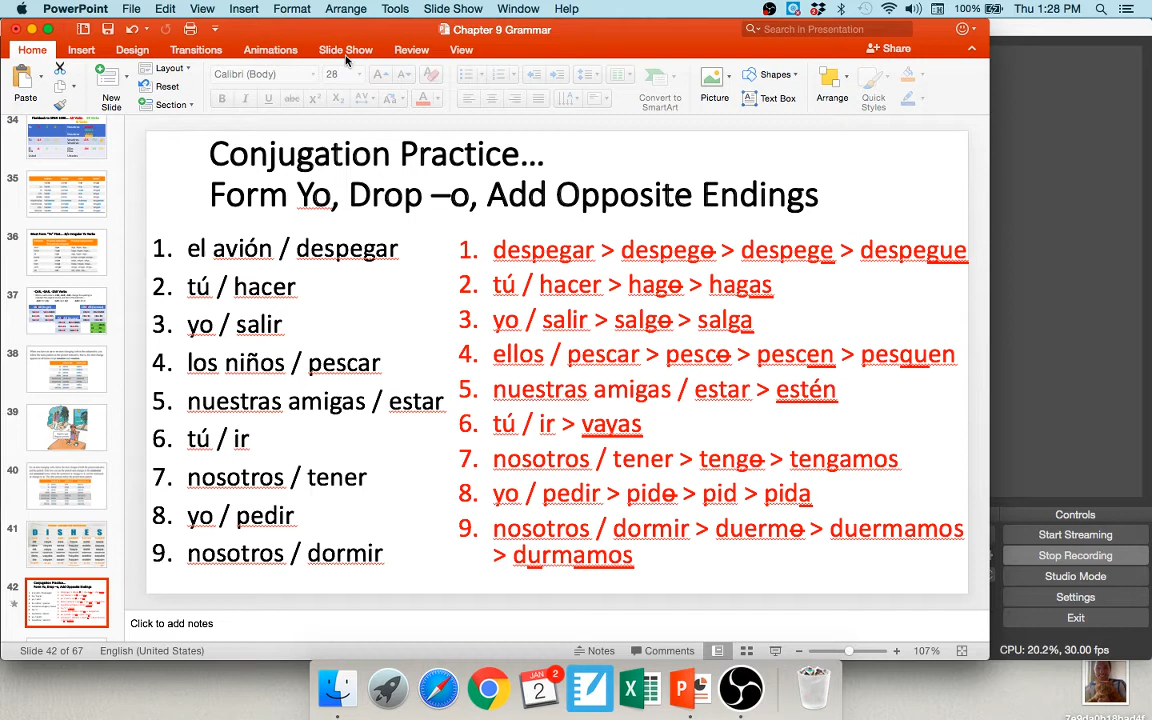 PowerPoint File Edit View Insert Format Arrange Tools Slide Show Window Help 100% Thu 1:28 PM
Chapter 9 Grammar
Search in Presentation
Home Insert Design Transitions Animations Slide Show Review View
Share
Paste
New Slide
Layout
Reset
Section
Calibri (Body) 28
Convert to SmartArt
Picture
Shapes
Text Box
Arrange
Quick Styles
34
35
36
37
38
39
40
41
42
Conjugation Practice…
Form Yo, Drop –o, Add Opposite Endings
1. el avión / despegar
2. tú / hacer
3. yo / salir
4. los niños / pescar
5. nuestras amigas / estar
6. tú / ir
7. nosotros / tener
8. yo / pedir
9. nosotros / dormir
1. despegar > despego > despege > despegue
2. tú / hacer > hago > hagas
3. yo / salir > salgo > salga
4. ellos / pescar > pesco > pescen > pesquen
5. nuestras amigas / estar > estén
6. tú / ir > vayas
7. nosotros / tener > tengo > tengamos
8. yo / pedir > pido > pid > pida
9. nosotros / dormir > duermo > duermamos
> durmamos
Click to add notes
Slide 42 of 67 English (United States) Notes Comments 107%
Controls
Start Streaming
Stop Recording
Studio Mode
Settings
Exit
CPU: 20.2%, 30.00 fps
JAN
2
2